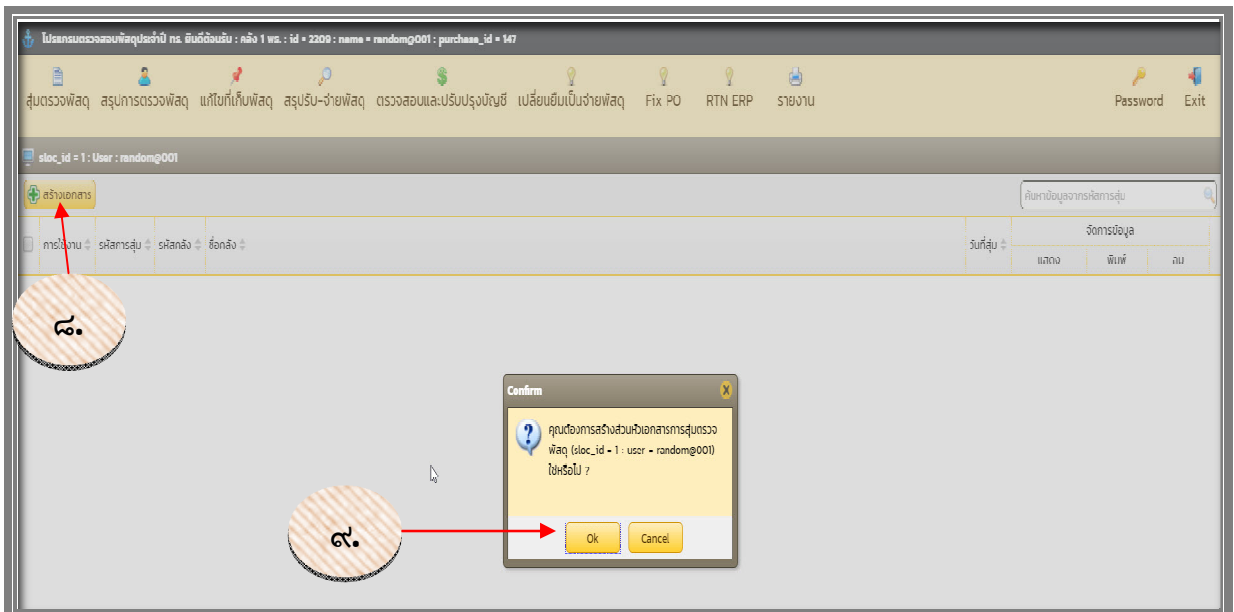 โปรแกรมตรวจสอบพัสดุประจำปี ทร. ยินดีต้อนรับ : คลัง 1 พธ. : id = 2209 : name = random@001 : purchase_id = 147
สุ่มตรวจพัสดุ สรุปการตรวจพัสดุ แก้ไขที่เก็บพัสดุ สรุปรับ-จ่ายพัสดุ ตรวจสอบและปรับปรุงบัญชี เปลี่ยนยืมเป็นจ่ายพัสดุ Fix PO RTN ERP รายงาน Password Exit
sloc_id = 1 : User : random@001
สร้างเอกสาร ค้นหาข้อมูลจากรหัสการสุ่ม
การใช้งาน รหัสการสุ่ม รหัสคลัง ชื่อคลัง วันที่สุ่ม จัดการข้อมูล
แสดง พิมพ์ ลบ
๘.
Confirm
คุณต้องการสร้างส่วนหัวเอกสารการสุ่มตรวจ
พัสดุ (sloc_id = 1 : user = random@001)
ใช่หรือไม่ ?
๙.
Ok Cancel